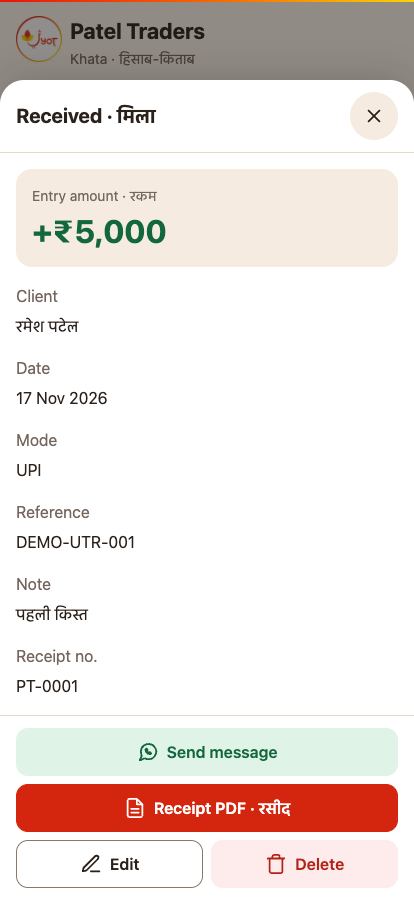 Jyot
Patel Traders
Khata · हिसाब-किताब
Received · मिला
Entry amount · रकम
+₹5,000
Client
रमेश पटेल
Date
17 Nov 2026
Mode
UPI
Reference
DEMO-UTR-001
Note
पहली किस्त
Receipt no.
PT-0001
Send message
Receipt PDF · रसीद
Edit
Delete